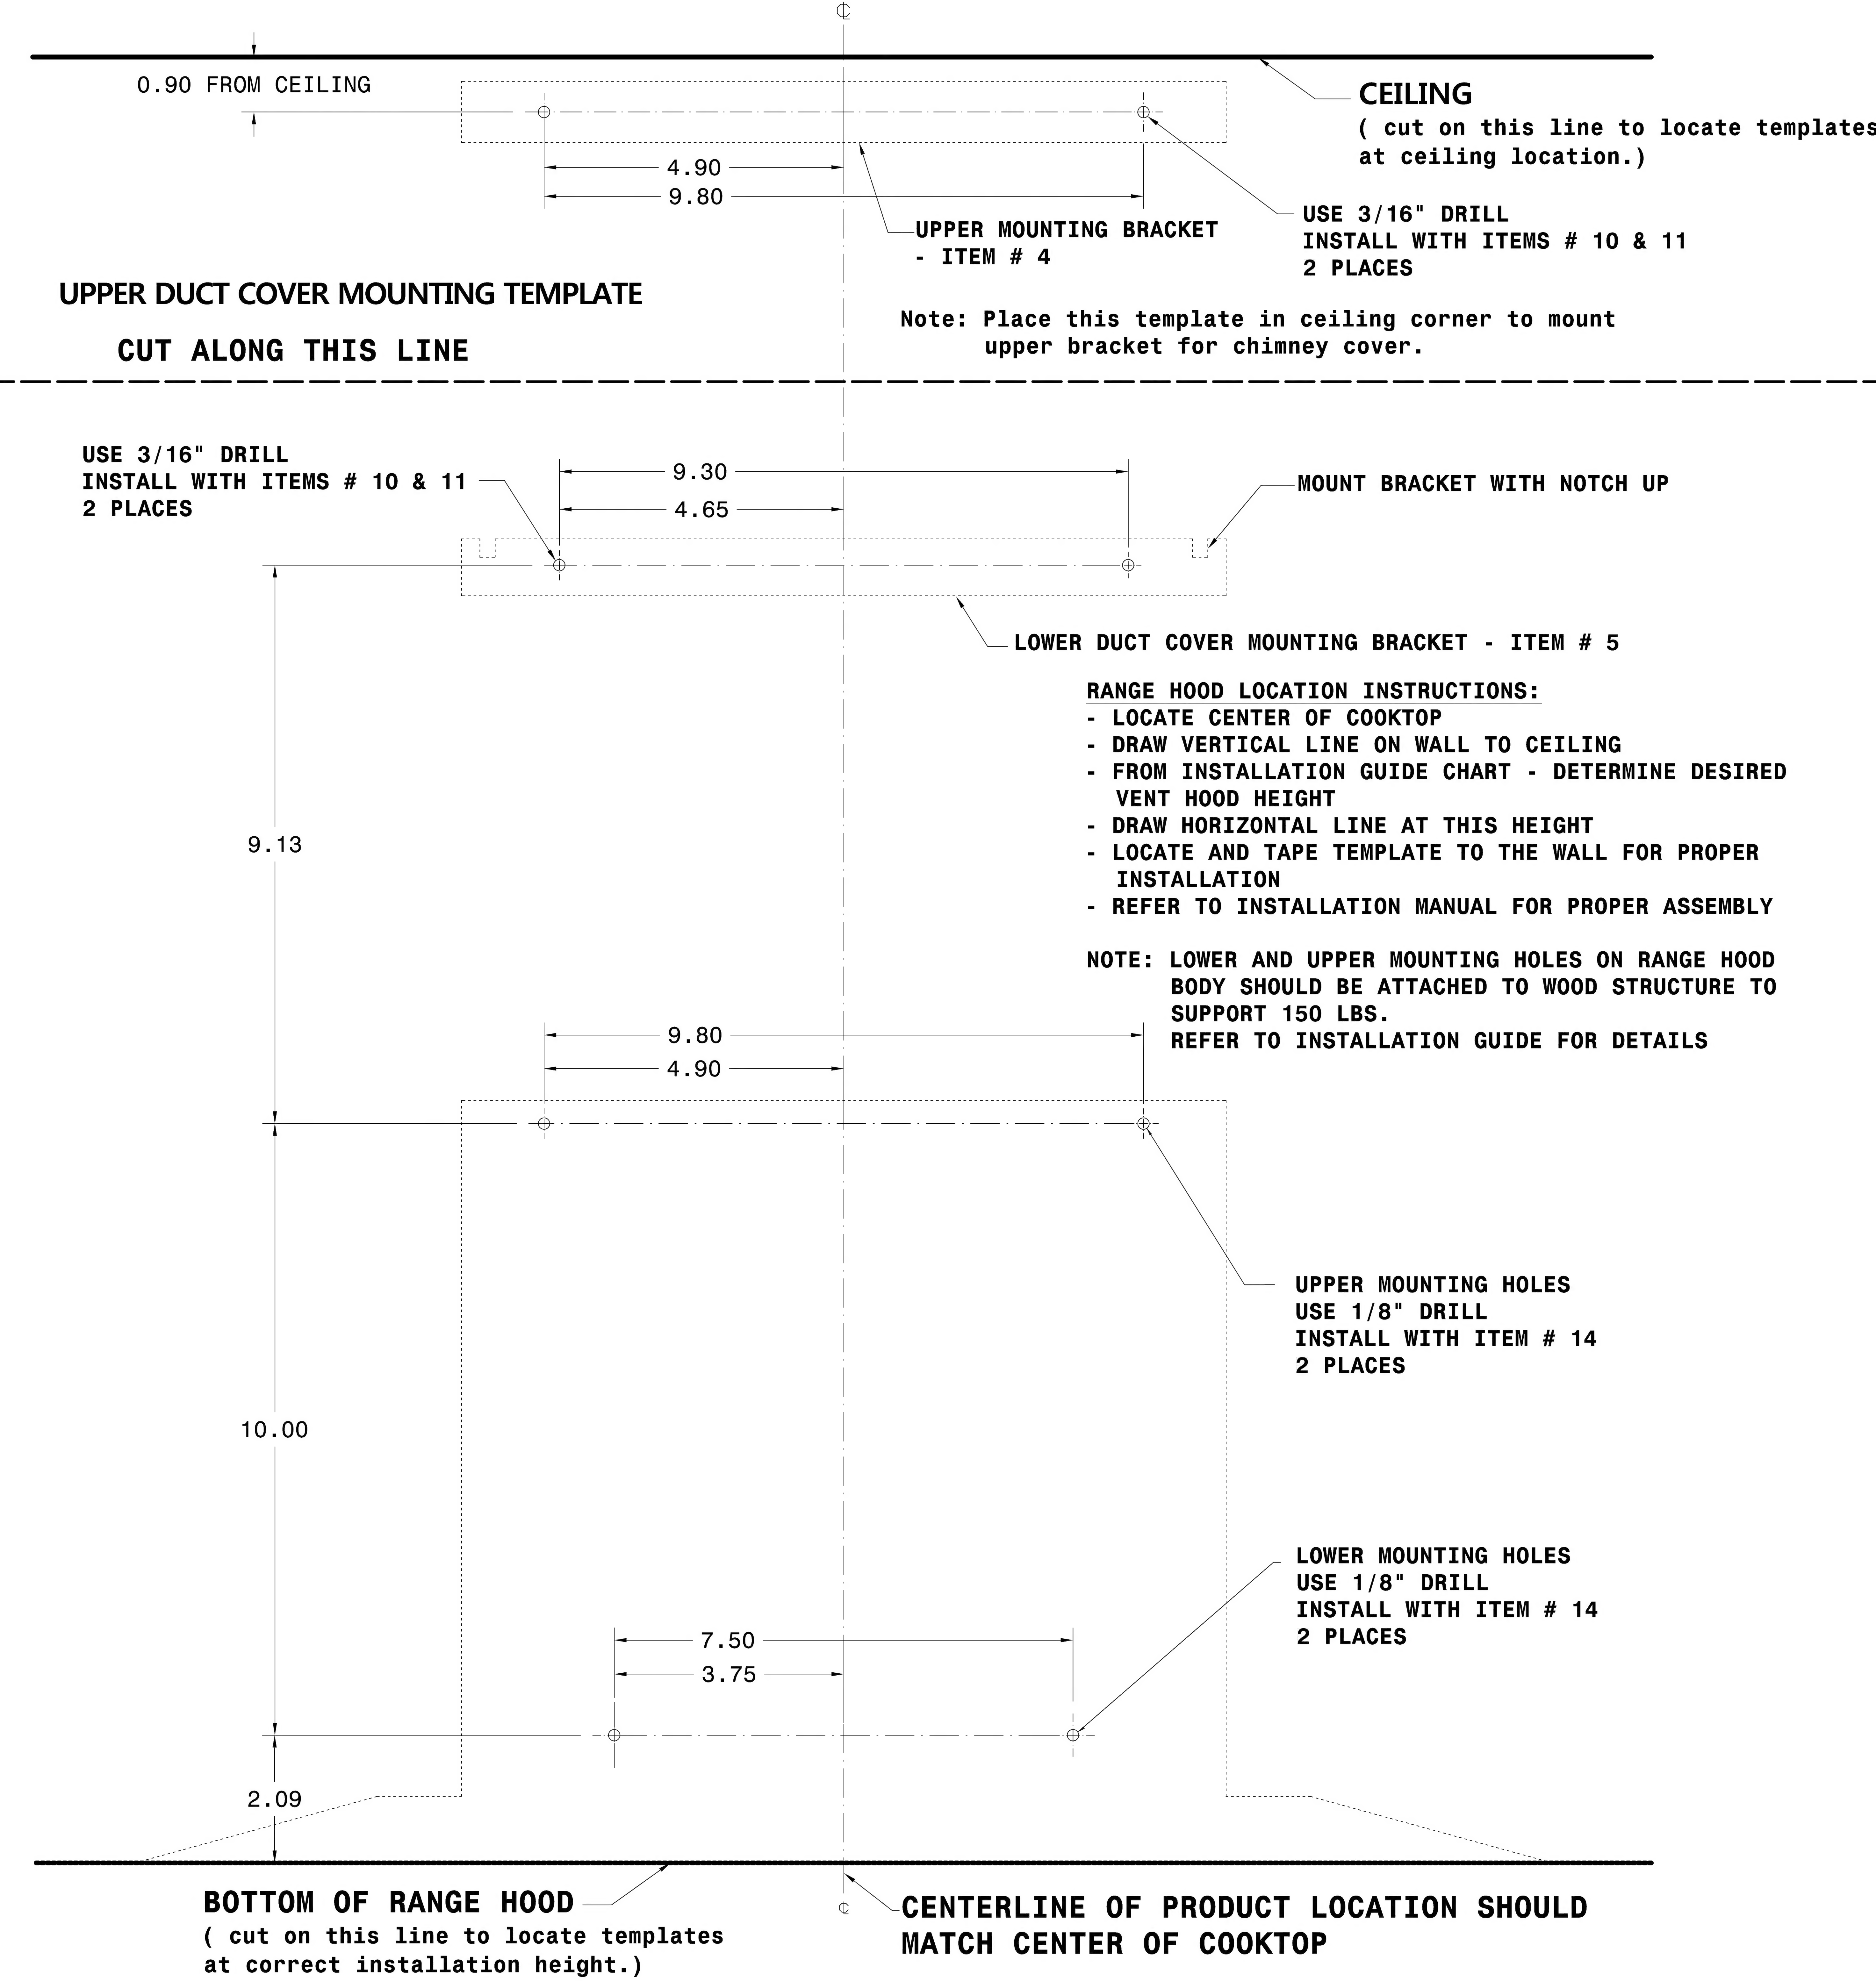 ℄
0.90 FROM CEILING
CEILING
( cut on this line to locate templates
at ceiling location.)
4.90
9.80
USE 3/16" DRILL
INSTALL WITH ITEMS # 10 & 11
2 PLACES
UPPER MOUNTING BRACKET
- ITEM # 4
UPPER DUCT COVER MOUNTING TEMPLATE
Note: Place this template in ceiling corner to mount
upper bracket for chimney cover.
CUT ALONG THIS LINE
USE 3/16" DRILL
INSTALL WITH ITEMS # 10 & 11
2 PLACES
9.30
4.65
MOUNT BRACKET WITH NOTCH UP
LOWER DUCT COVER MOUNTING BRACKET - ITEM # 5
RANGE HOOD LOCATION INSTRUCTIONS:
- LOCATE CENTER OF COOKTOP
- DRAW VERTICAL LINE ON WALL TO CEILING
- FROM INSTALLATION GUIDE CHART - DETERMINE DESIRED
VENT HOOD HEIGHT
- DRAW HORIZONTAL LINE AT THIS HEIGHT
- LOCATE AND TAPE TEMPLATE TO THE WALL FOR PROPER
INSTALLATION
- REFER TO INSTALLATION MANUAL FOR PROPER ASSEMBLY
9.13
NOTE: LOWER AND UPPER MOUNTING HOLES ON RANGE HOOD
BODY SHOULD BE ATTACHED TO WOOD STRUCTURE TO
SUPPORT 150 LBS.
REFER TO INSTALLATION GUIDE FOR DETAILS
9.80
4.90
UPPER MOUNTING HOLES
USE 1/8" DRILL
INSTALL WITH ITEM # 14
2 PLACES
10.00
LOWER MOUNTING HOLES
USE 1/8" DRILL
INSTALL WITH ITEM # 14
2 PLACES
7.50
3.75
2.09
BOTTOM OF RANGE HOOD
( cut on this line to locate templates
at correct installation height.)
℄
CENTERLINE OF PRODUCT LOCATION SHOULD
MATCH CENTER OF COOKTOP